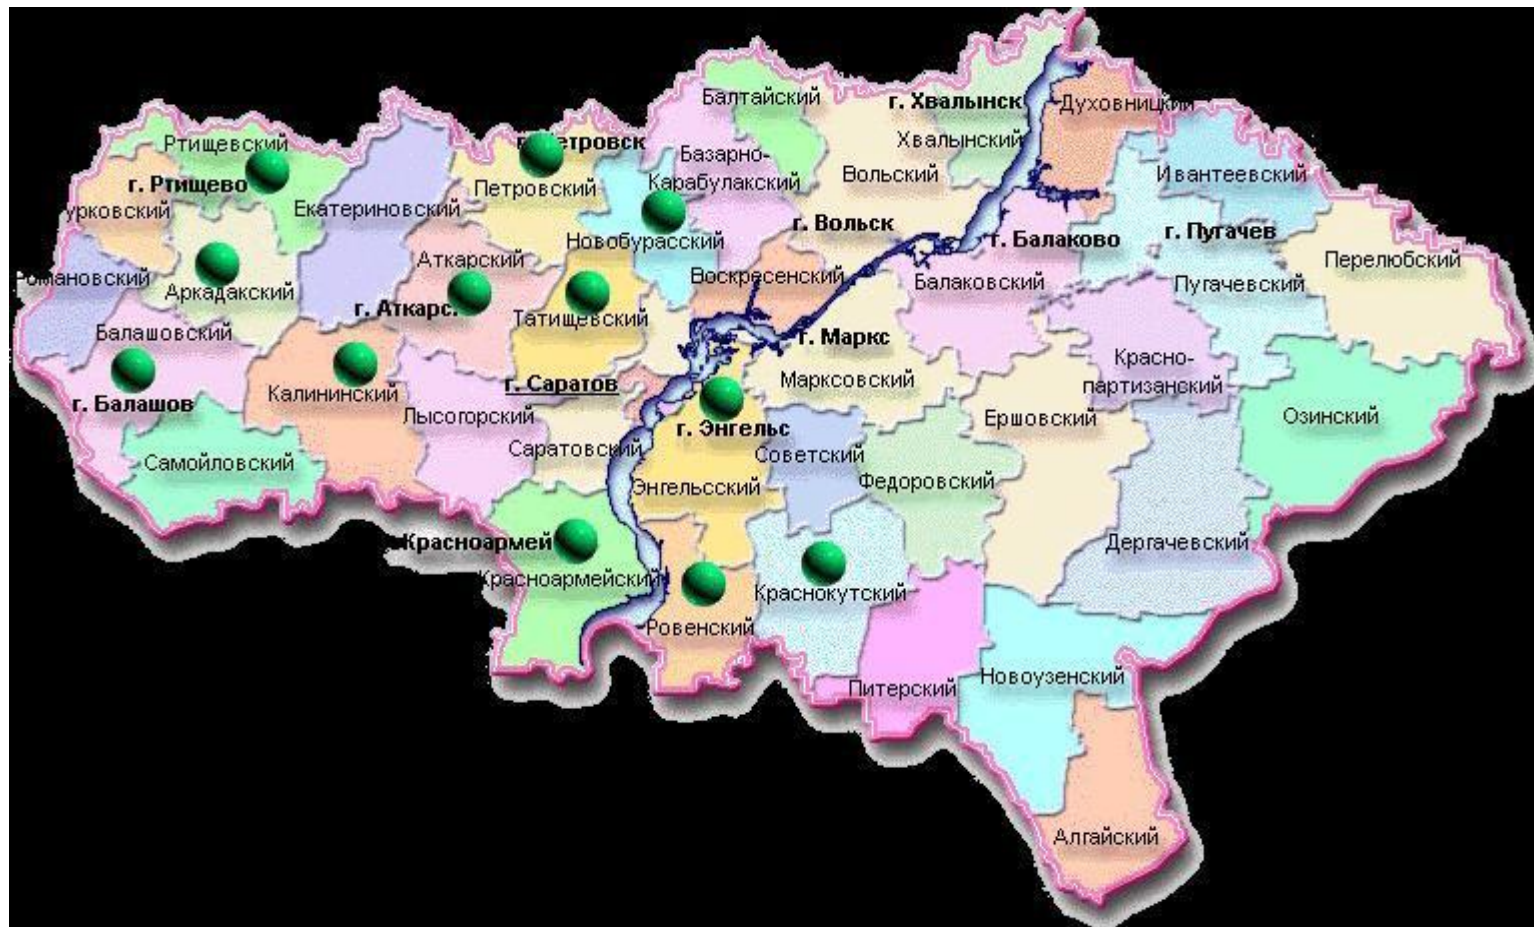 Балтайский
г. Хвалынск
Духовницкий
Ртищевский
Хвалынский
Базарно-
Карабулакский
Вольский
Ивантеевский
г. Ртищево
Петровский
Екатериновский
г. Вольск
г. Балаково
г. Пугачев
Новобурасский
Аткарский
Перелюбский
Аркадакский
Воскресенский
Балаковский
Пугачевский
Татищевский
Балашовский
г. Маркс
Красно-
партизанский
Марксовский
г. Саратов
Калининский
г. Балашов
Лысогорский
Ершовский
Озинский
г. Энгельс
Саратовский
Советский
Самойловский
Энгельсский
Федоровский
Красноармей
Дергачевский
Красноармейский
Краснокутский
Ровенский
Питерский
Новоузенский
Алгайский